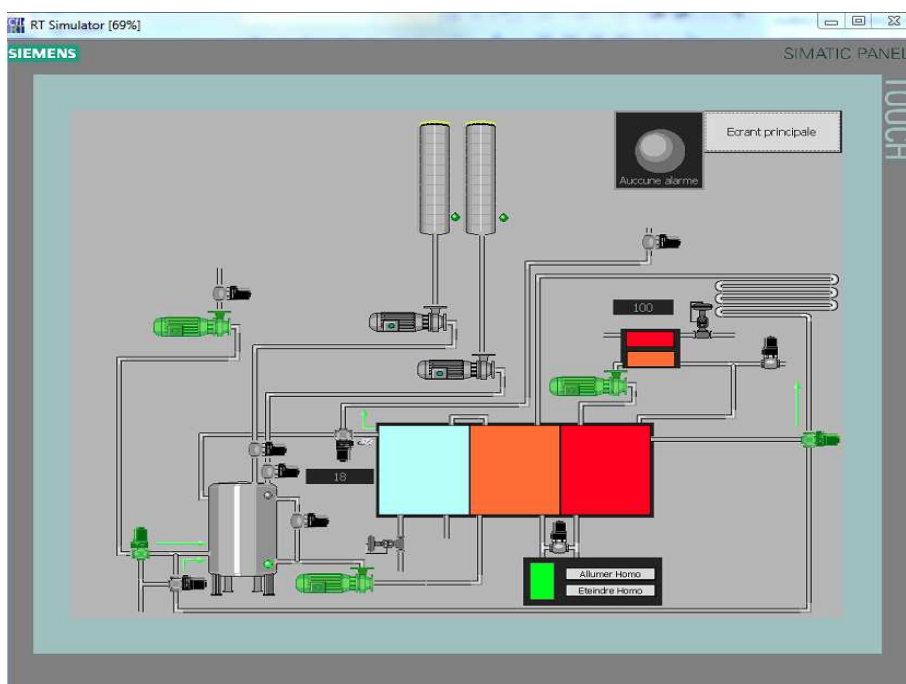 RT Simulator [69%]
SIEMENS
SIMATIC PANEL
TOUCH
Ecrant principale
Auccune alarme
100
18
Allumer Homo
Eteindre Homo